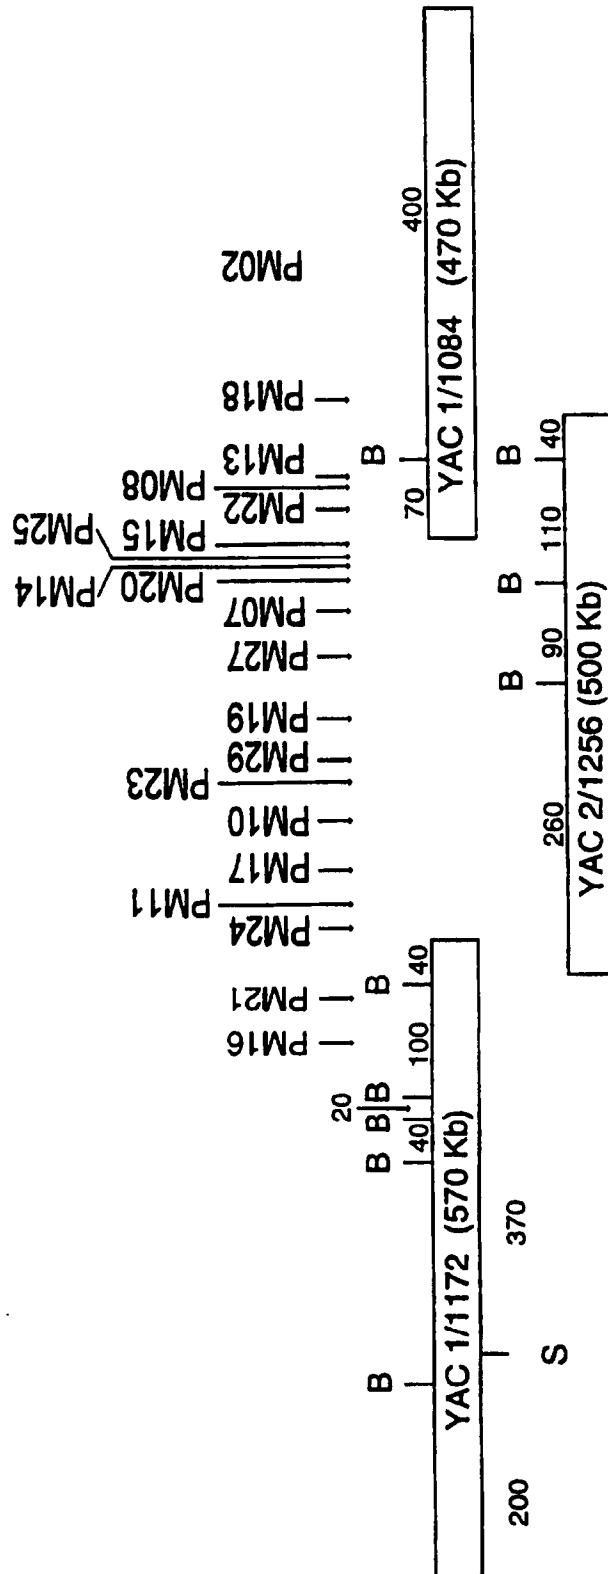 PM14 PM25
PM11 PM23 PM20 PM15 PM08
PM16 PM21 PM24 PM17 PM10 PM29 PM19 PM27 PM07 PM22 PM13 PM18 PM02
20
B B B B B B
40 100 40 70 400
YAC 1/1172 (570 Kb) YAC 1/1084 (470 Kb)
200 370 B B B
S 260 90 110 40
YAC 2/1256 (500 Kb)